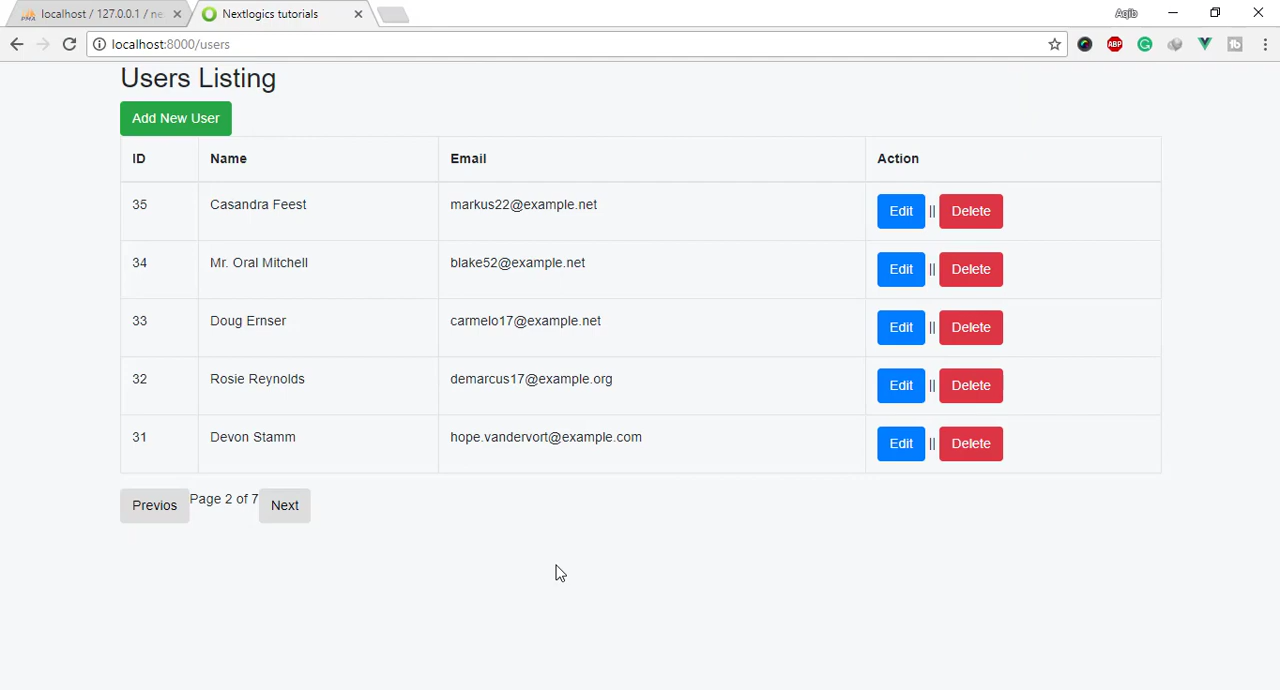 PMA localhost / 127.0.0.1 / ne
Nextlogics tutorials
Aqib
localhost:8000/users
ABP
Users Listing
Add New User
ID Name Email Action
35 Casandra Feest markus22@example.net Edit || Delete
34 Mr. Oral Mitchell blake52@example.net Edit || Delete
33 Doug Ernser carmelo17@example.net Edit || Delete
32 Rosie Reynolds demarcus17@example.org Edit || Delete
31 Devon Stamm hope.vandervort@example.com Edit || Delete
Previos Page 2 of 7 Next